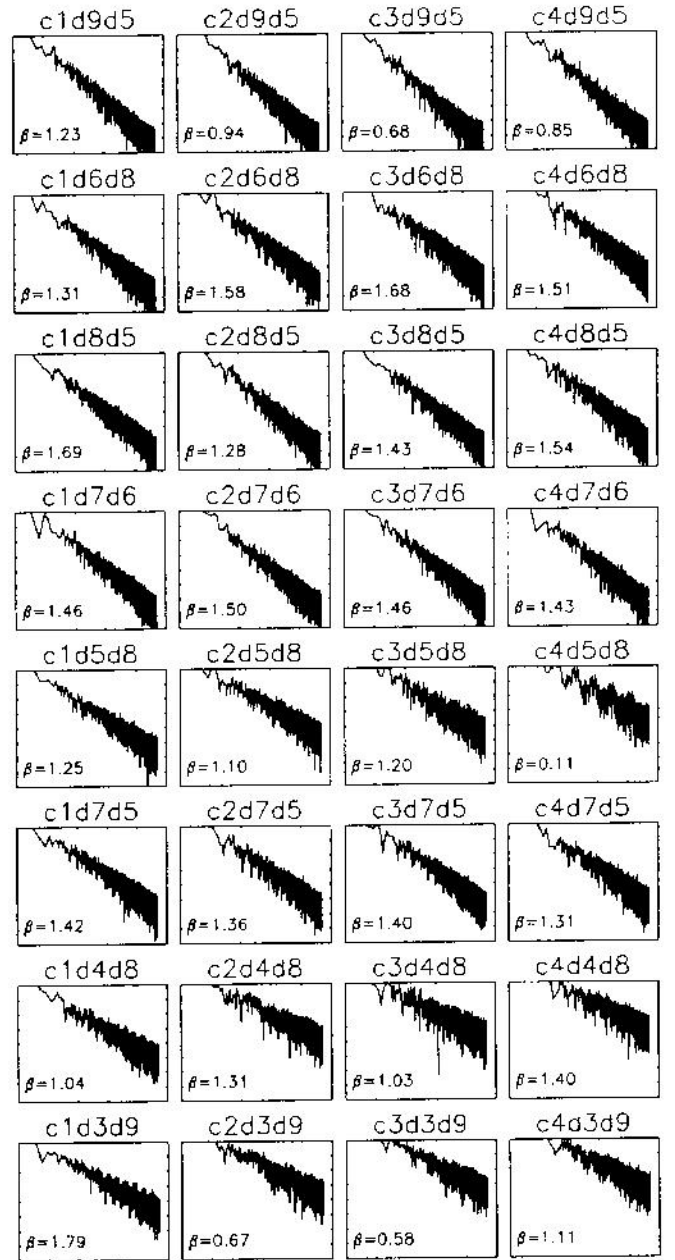 c1d9d5 c2d9d5 c3d9d5 c4d9d5
β=1.23 β=0.94 β=0.68 β=0.85
c1d6d8 c2d6d8 c3d6d8 c4d6d8
β=1.31 β=1.58 β=1.68 β=1.51
c1d8d5 c2d8d5 c3d8d5 c4d8d5
β=1.69 β=1.28 β=1.43 β=1.54
c1d7d6 c2d7d6 c3d7d6 c4d7d6
β=1.46 β=1.50 β=1.46 β=1.43
c1d5d8 c2d5d8 c3d5d8 c4d5d8
β=1.25 β=1.10 β=1.20 β=0.11
c1d7d5 c2d7d5 c3d7d5 c4d7d5
β=1.42 β=1.36 β=1.40 β=1.31
c1d4d8 c2d4d8 c3d4d8 c4d4d8
β=1.04 β=1.31 β=1.03 β=1.40
c1d3d9 c2d3d9 c3d3d9 c4d3d9
β=1.79 β=0.67 β=0.58 β=1.11